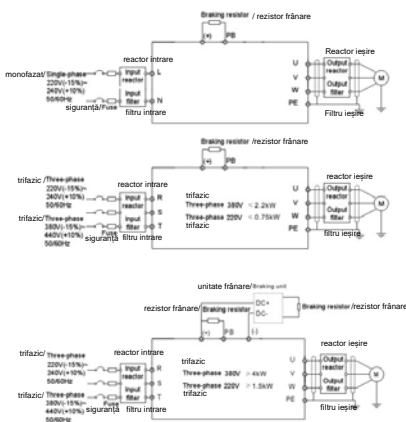 Braking resistor / rezistor frânare
(+) PB
reactor intrare
Reactor ieșire
monofazat/Single-phase
220V(-15%)~
240V(+10%)
50/60Hz
Input
reactor
L
Input
filter
N
siguranță/Fuse
filtru intrare
U
V
W
PE
Output
reactor
Output
filter
M
Filtru ieșire
Braking resistor /rezistor frânare
(+) PB
trifazic /Three-phase
220V(-15%)~
240V(+10%)
50/60Hz
reactor intrare
Input
reactor
Input
filter
R
S
T
trifazic/Three-phase
380V(-15%)~
440V(+10%)
50/60Hz
Fuse
siguranță
filtru intrare
trifazic
Three-phase 380V < 2.2kW
Three-phase 220V < 0.75kW
trifazic
U
V
W
PE
reactor ieșire
Output
reactor
Output
filter
M
filtru ieșire
unitate frânare/Braking unit
DC+
DC-
rezistor frânare/Braking resistor
Braking resistor /rezistor frânare
(+) PB (-)
trifazic/Three-phase
220V(-15%)~
240V(+10%)
50/60Hz
reactor intrare
Input
reactor
Input
filter
R
S
T
trifazic/ Three-phase
380V(-15%)~
440V(+10%)
50/60Hz
Fuse
siguranță
filtru intrare
trifazic
Three-phase 380V > 4kW
Three-phase 220V > 1.5kW
trifazic
U
V
W
PE
reactor ieșire
Output
reactor
Output
filter
M
filtru ieșire